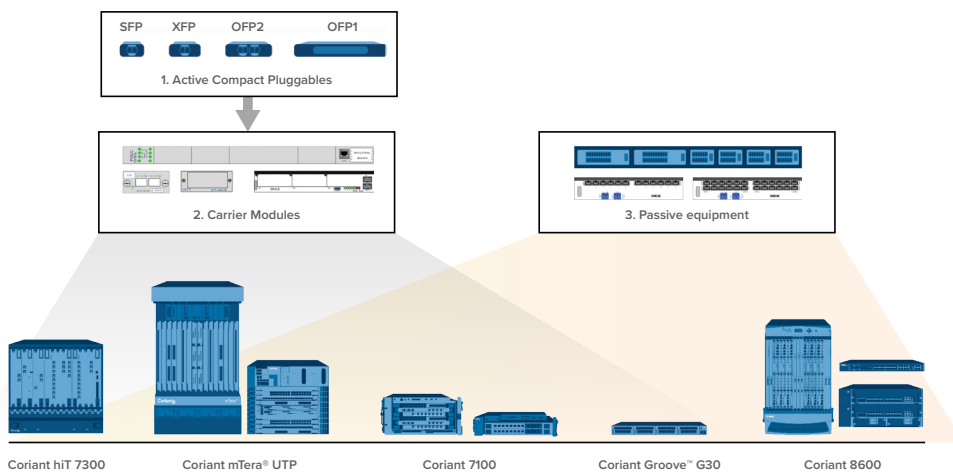 SFP XFP OFP2 OFP1
1. Active Compact Pluggables
2. Carrier Modules
3. Passive equipment
Coriant hiT 7300 Coriant mTera® UTP Coriant 7100 Coriant Groove™ G30 Coriant 8600